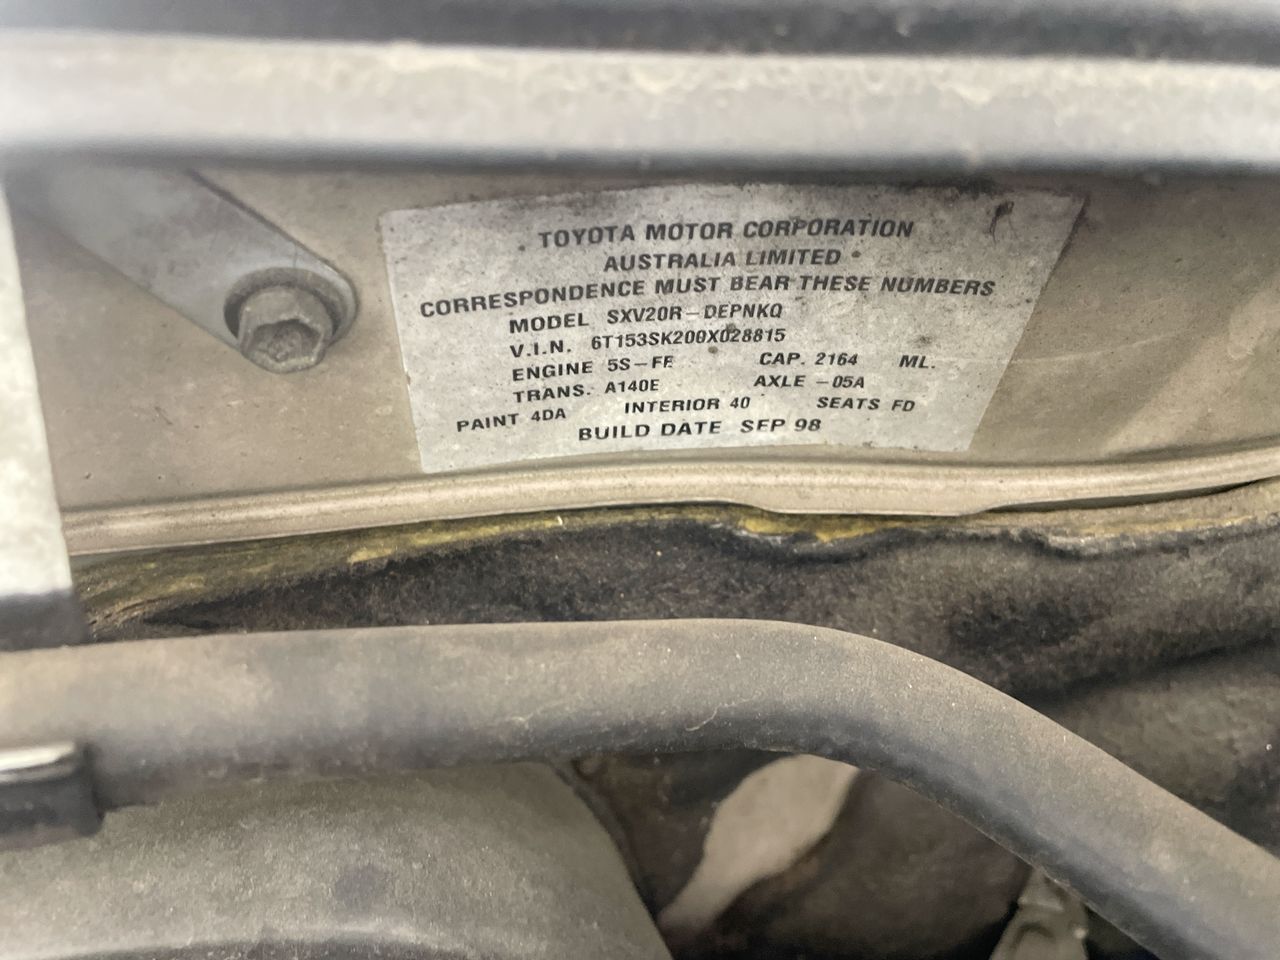 TOYOTA MOTOR CORPORATION
AUSTRALIA LIMITED
CORRESPONDENCE MUST BEAR THESE NUMBERS
MODEL SXV20R-DEPNKQ
V.I.N. 6T153SK200X028815
ENGINE 5S-FE CAP. 2164 ML.
TRANS. A140E AXLE -05A
PAINT 4DA INTERIOR 40 SEATS FD
BUILD DATE SEP 98